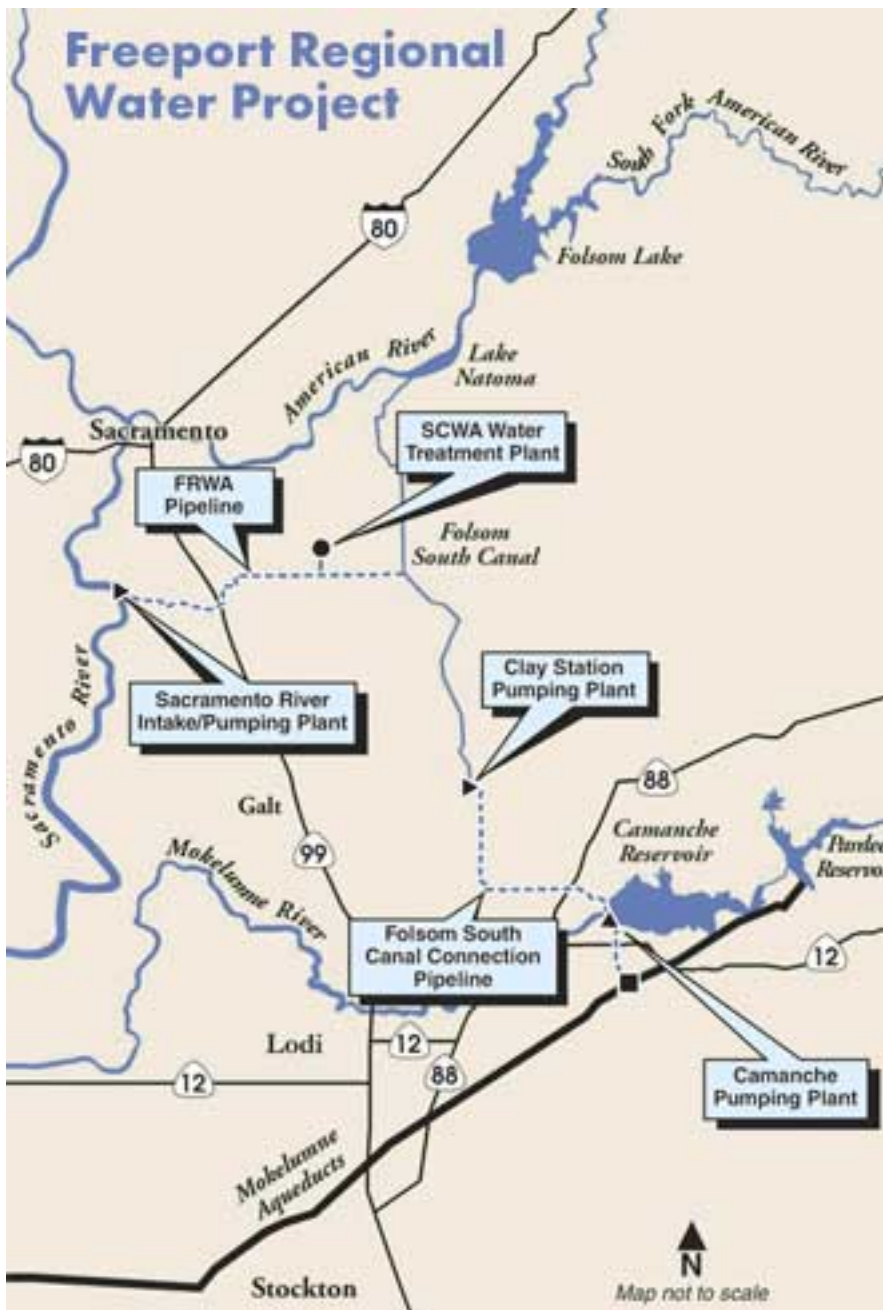 Freeport Regional
Water Project
South Fork American River
80
Folsom Lake
American River
Lake
Natoma
Sacramento
80
SCWA Water
Treatment Plant
FRWA
Pipeline
Folsom
South Canal
Sacramento River
Clay Station
Pumping Plant
Sacramento River
Intake/Pumping Plant
88
Galt
Camanche
Reservoir
Pardee
99
Mokelumne River
Folsom South
Canal Connection
Pipeline
12
Lodi
12
88
12
Camanche
Pumping Plant
Mokelumne
Aqueducts
Stockton
N
Map not to scale